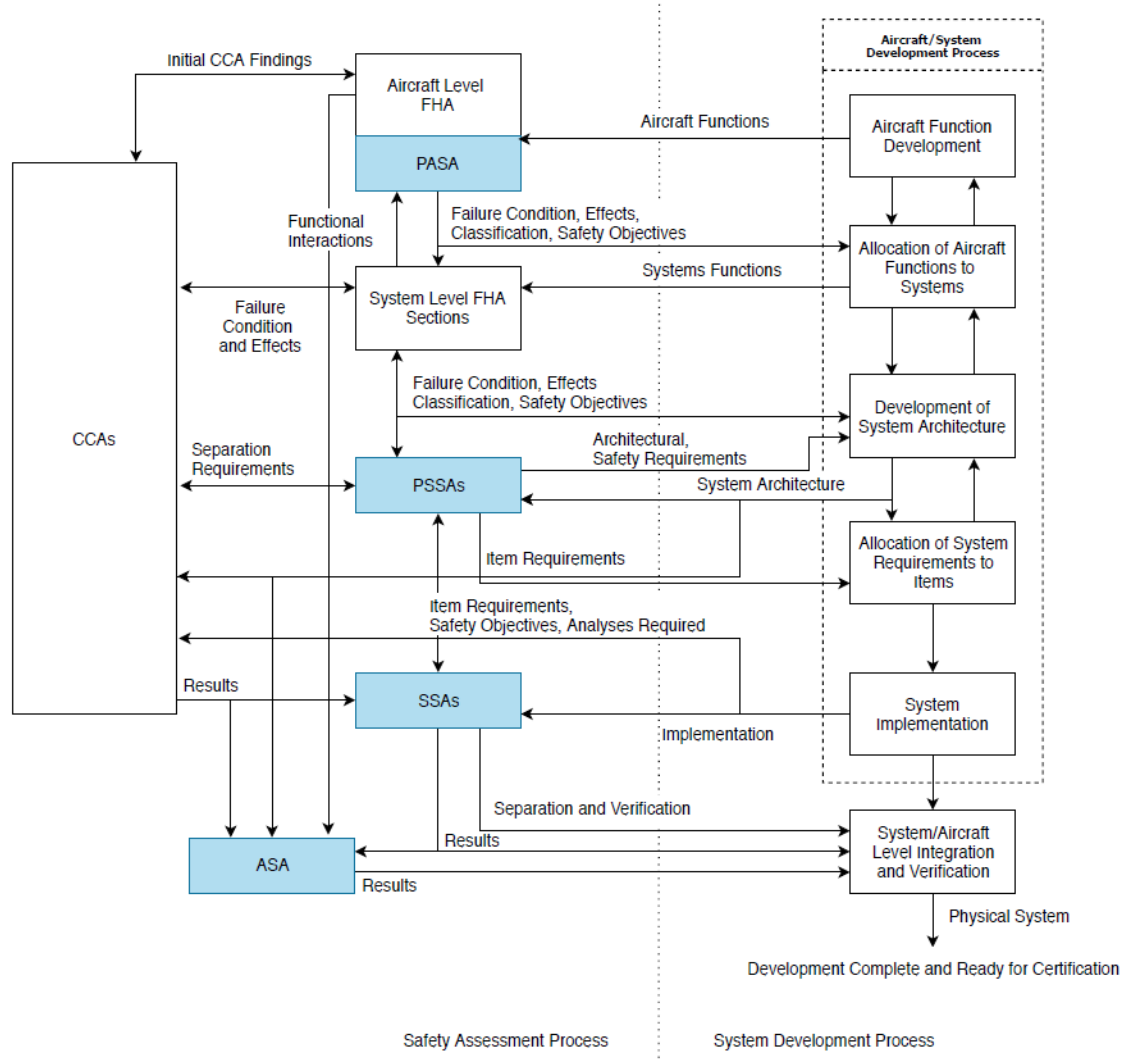 Aircraft/System
Development Process
Initial CCA Findings
Aircraft Level
FHA
Aircraft Functions
Aircraft Function
Development
PASA
Functional
Interactions
Failure Condition, Effects,
Classification, Safety Objectives
Allocation of Aircraft
Functions to
Systems
Systems Functions
System Level FHA
Sections
Failure
Condition
and Effects
Failure Condition, Effects
Classification, Safety Objectives
Development of
System Architecture
CCAs
Separation
Requirements
Architectural,
Safety Requirements
PSSAs
System Architecture
Allocation of System
Requirements to
Items
Item Requirements
Item Requirements,
Safety Objectives, Analyses Required
Results
SSAs
System
Implementation
Implementation
Separation and Verification
System/Aircraft
Level Integration
and Verification
Results
ASA
Results
Physical System
Development Complete and Ready for Certification
Safety Assessment Process
System Development Process